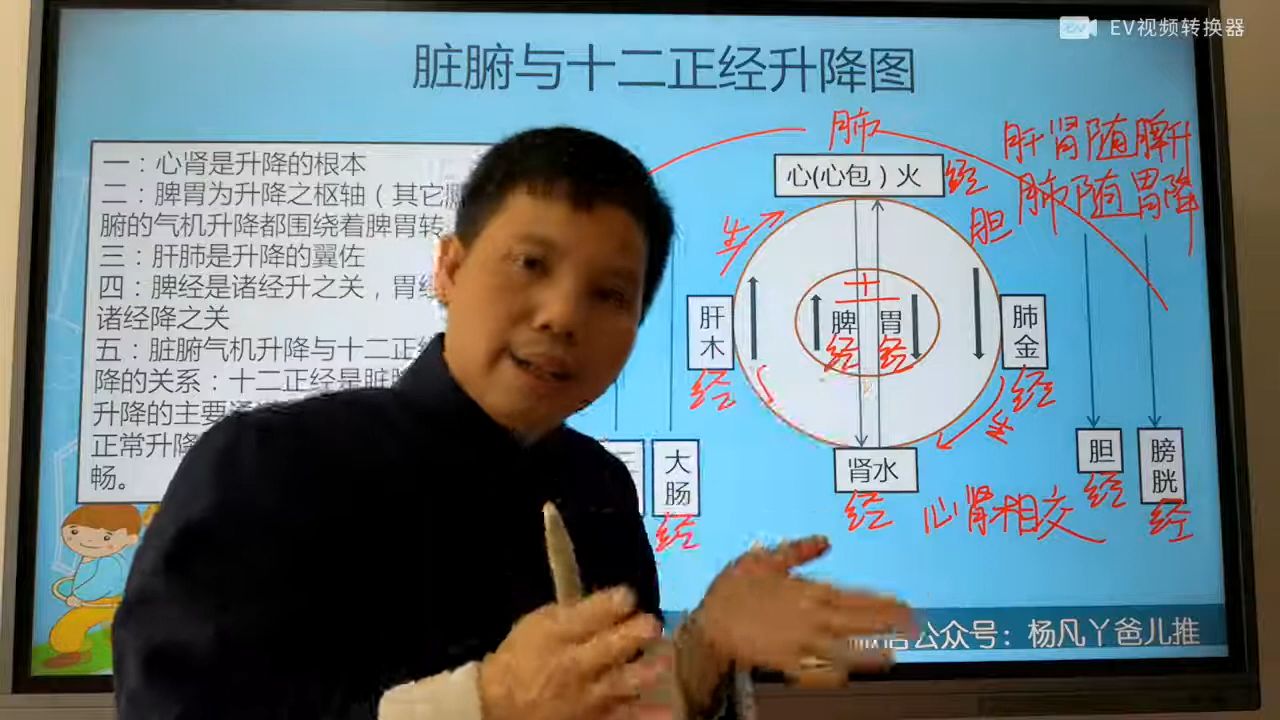 EV视频转换器
脏腑与十二正经升降图
一：心肾是升降的根本
二：脾胃为升降之枢轴（其它
腑的气机升降都围绕着脾胃转
三：肝肺是升降的翼佐
四：脾经是诸经升之关，胃经
诸经降之关
五：脏腑气机升降与十二正经
降的关系：十二正经是脏
升降的主要
正常升降
畅。
肺
心(心包）火
经
肝肾随脾升
肺随胃降
胆
土
脾
胃
经
经
肝木
经
肺金
经
大肠
经
肾水
经
心肾相交
胆
经
膀胱
经
公众号：杨凡丫爸儿推